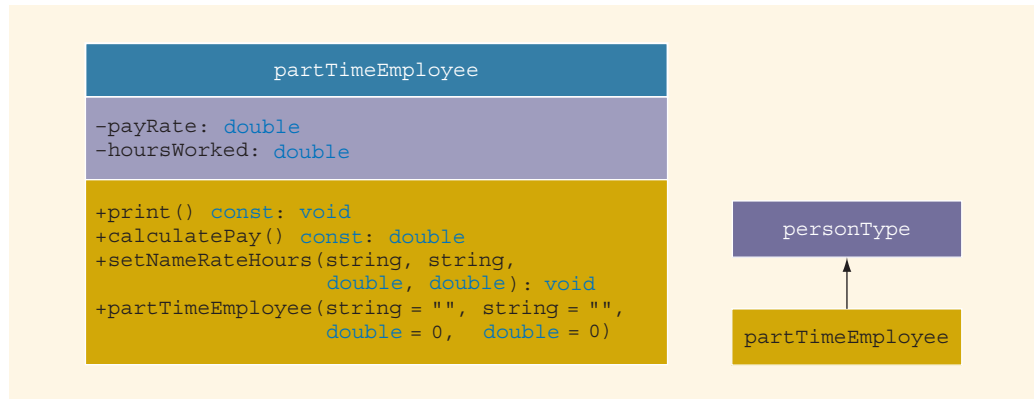 partTimeEmployee
-payRate: double
-hoursWorked: double
+print() const: void
+calculatePay() const: double
+setNameRateHours(string, string,
double, double): void
+partTimeEmployee(string = "", string = "",
double = 0, double = 0)
personType
partTimeEmployee